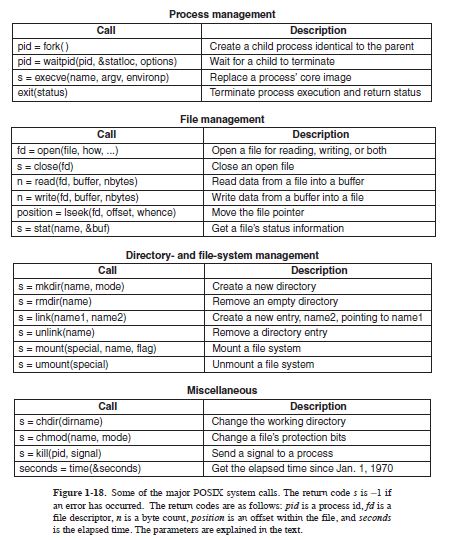 Process management
Call Description
pid = fork( ) Create a child process identical to the parent
pid = waitpid(pid, &statloc, options) Wait for a child to terminate
s = execve(name, argv, environp) Replace a process' core image
exit(status) Terminate process execution and return status
File management
Call Description
fd = open(file, how, ...) Open a file for reading, writing, or both
s = close(fd) Close an open file
n = read(fd, buffer, nbytes) Read data from a file into a buffer
n = write(fd, buffer, nbytes) Write data from a buffer into a file
position = lseek(fd, offset, whence) Move the file pointer
s = stat(name, &buf) Get a file's status information
Directory- and file-system management
Call Description
s = mkdir(name, mode) Create a new directory
s = rmdir(name) Remove an empty directory
s = link(name1, name2) Create a new entry, name2, pointing to name1
s = unlink(name) Remove a directory entry
s = mount(special, name, flag) Mount a file system
s = umount(special) Unmount a file system
Miscellaneous
Call Description
s = chdir(dirname) Change the working directory
s = chmod(name, mode) Change a file's protection bits
s = kill(pid, signal) Send a signal to a process
seconds = time(&seconds) Get the elapsed time since Jan. 1, 1970
Figure 1-18. Some of the major POSIX system calls. The return code s is −1 if
an error has occurred. The return codes are as follows: pid is a process id, fd is
a file descriptor, n is a byte count, position is an offset within the file, and seconds
is the elapsed time. The parameters are explained in the text.